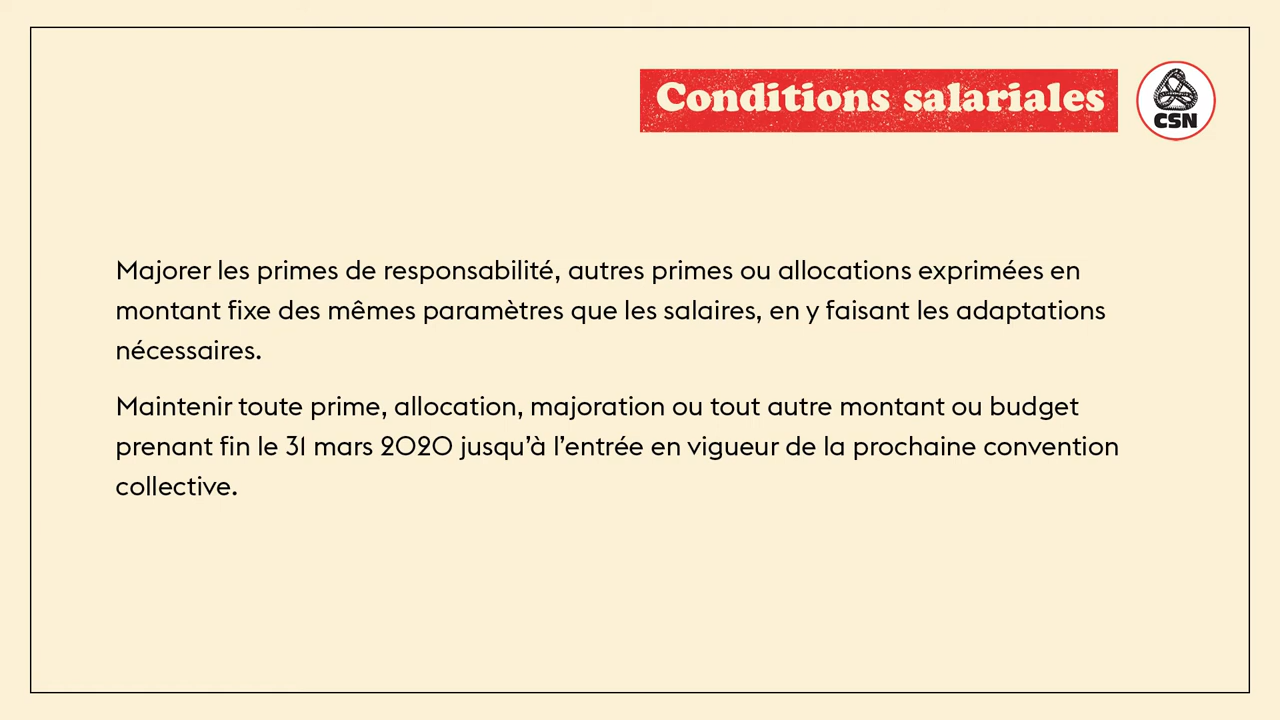 Conditions salariales
CSN
Majorer les primes de responsabilité, autres primes ou allocations exprimées en
montant fixe des mêmes paramètres que les salaires, en y faisant les adaptations
nécessaires.
Maintenir toute prime, allocation, majoration ou tout autre montant ou budget
prenant fin le 31 mars 2020 jusqu’à l’entrée en vigueur de la prochaine convention
collective.